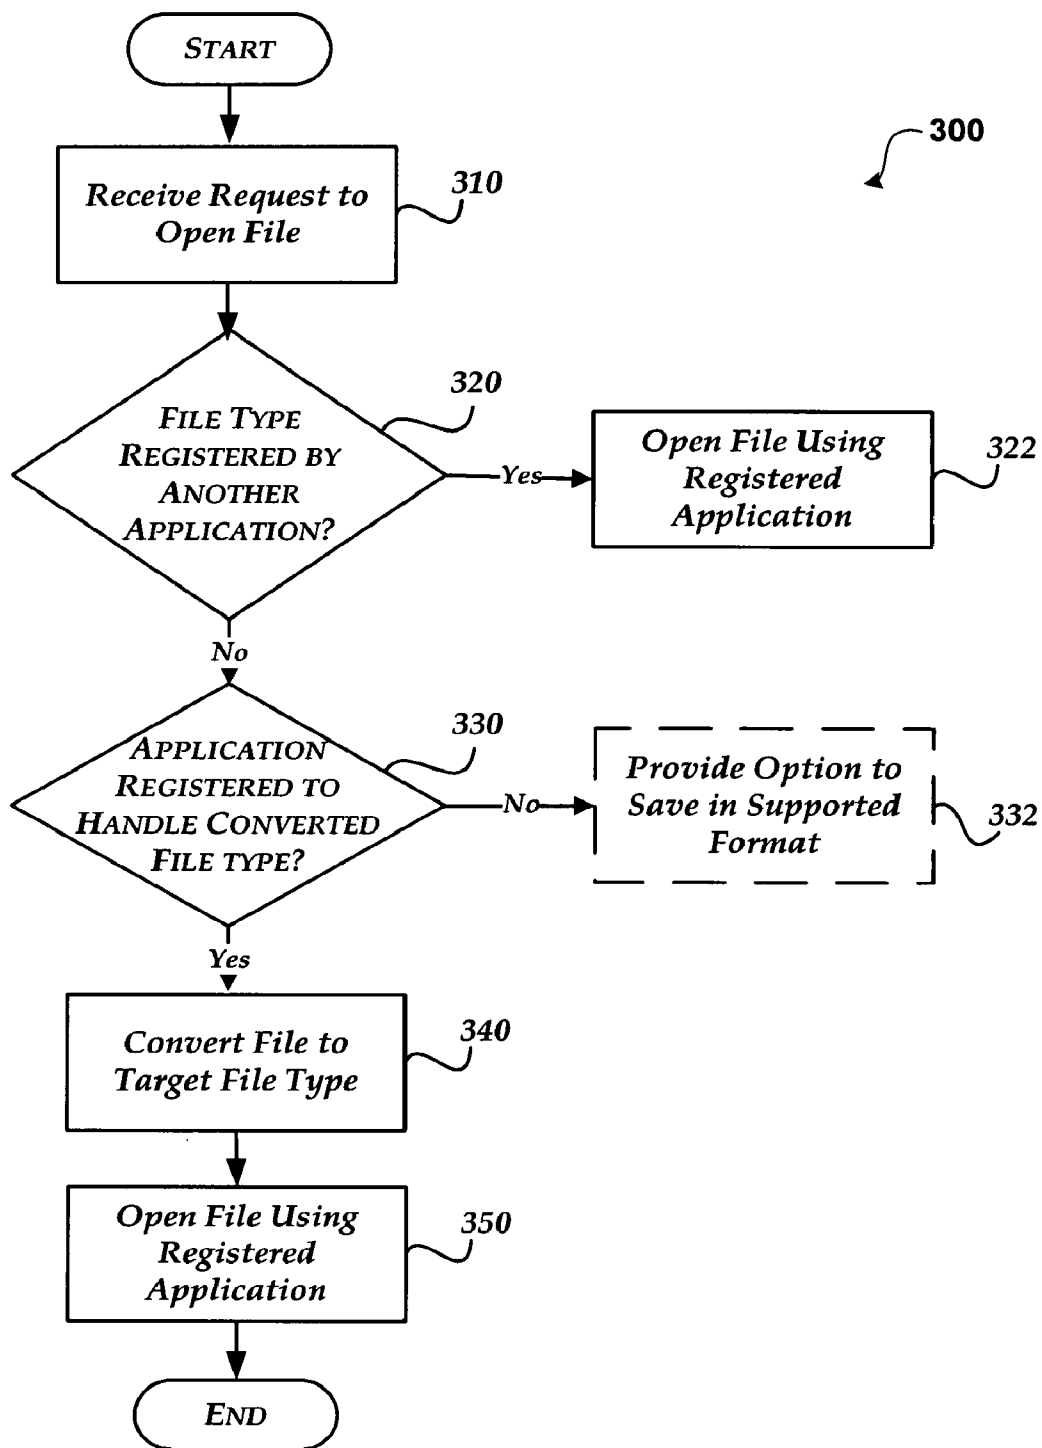 START
300
Receive Request to
Open File
310
FILE TYPE
REGISTERED BY
ANOTHER
APPLICATION?
320
Yes
Open File Using
Registered
Application
322
No
APPLICATION
REGISTERED TO
HANDLE CONVERTED
FILE TYPE?
330
No
Provide Option to
Save in Supported
Format
332
Yes
Convert File to
Target File Type
340
Open File Using
Registered
Application
350
END